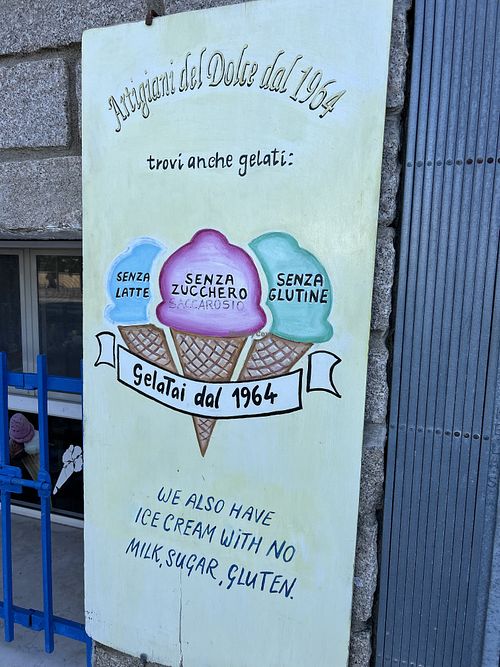 Artigiani del Dolce dal 1964
trovi anche gelati:
SENZA
LATTE
SENZA
ZUCCHERO
SACCAROSIO
SENZA
GLUTINE
GelaTai dal 1964
WE ALSO HAVE
ICE CREAM WITH NO
MILK, SUGAR, GLUTEN.